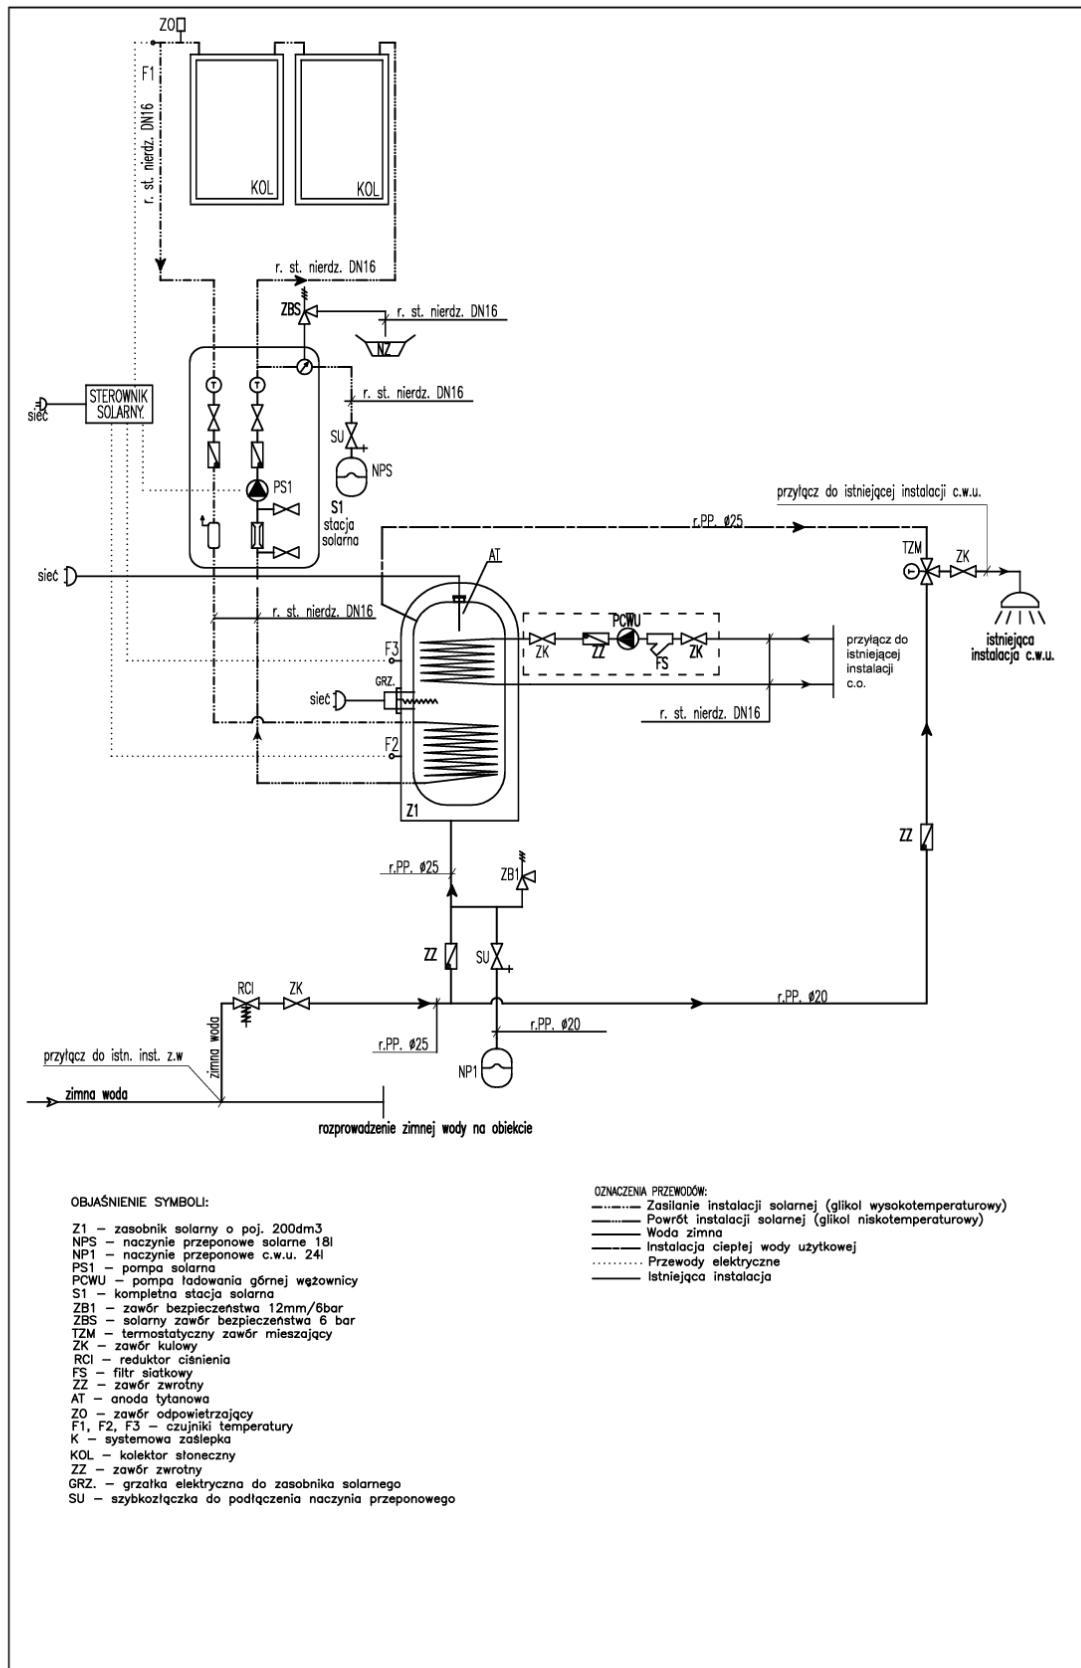 ZO
F1
r. st. nierdz. DN16
KOL
KOL
r. st. nierdz. DN16
ZBS
r. st. nierdz. DN16
NZ
STEROWNIK
SOLARNY.
sieć
T
T
r. st. nierdz. DN16
SU
NPS
PS1
S1
stacja
solarna
przyłącz do istniejącej instalacji c.w.u.
r.PP. ø25
TZM
T
ZK
sieć
AT
istniejąca
instalacja c.w.u.
r. st. nierdz. DN16
PCWU
ZK
ZZ
FS
ZK
przyłącz do
istniejącej
instalacji
c.o.
F3
GRZ.
sieć
r. st. nierdz. DN16
F2
Z1
ZZ
r.PP. ø25
ZB1
ZZ
SU
RCI
ZK
r.PP. ø20
zimna woda
r.PP. ø20
r.PP. ø25
przyłącz do istn. inst. z.w
NP1
zimna woda
rozprowadzenie zimnej wody na obiekcie
OBJAŚNIENIE SYMBOLI:
Z1 – zasobnik solarny o poj. 200dm3
NPS – naczynie przeponowe solarne 18l
NP1 – naczynie przeponowe c.w.u. 24l
PS1 – pompa solarna
PCWU – pompa ładowania górnej wężownicy
S1 – kompletna stacja solarna
ZB1 – zawór bezpieczeństwa 12mm/6bar
ZBS – solarny zawór bezpieczeństwa 6 bar
TZM – termostatyczny zawór mieszający
ZK – zawór kulowy
RCI – reduktor ciśnienia
FS – filtr siatkowy
ZZ – zawór zwrotny
AT – anoda tytanowa
ZO – zawór odpowietrzający
F1, F2, F3 – czujniki temperatury
K – systemowa zaślepka
KOL – kolektor słoneczny
ZZ – zawór zwrotny
GRZ. – grzałka elektryczna do zasobnika solarnego
SU – szybkozłączka do podłączenia naczynia przeponowego
OZNACZENIA PRZEWODÓW:
Zasilanie instalacji solarnej (glikol wysokotemperaturowy)
Powrót instalacji solarnej (glikol niskotemperaturowy)
Woda zimna
Instalacja ciepłej wody użytkowej
Przewody elektryczne
Istniejąca instalacja